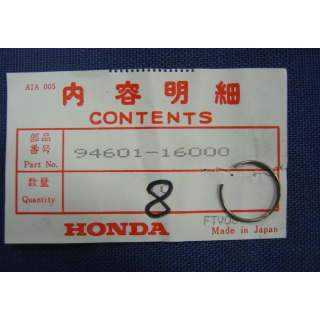 AIA 005
内容明細
CONTENTS
部品
番号
Part No.
94601-16000
数量
Quantity
8
HONDA
Made in Japan